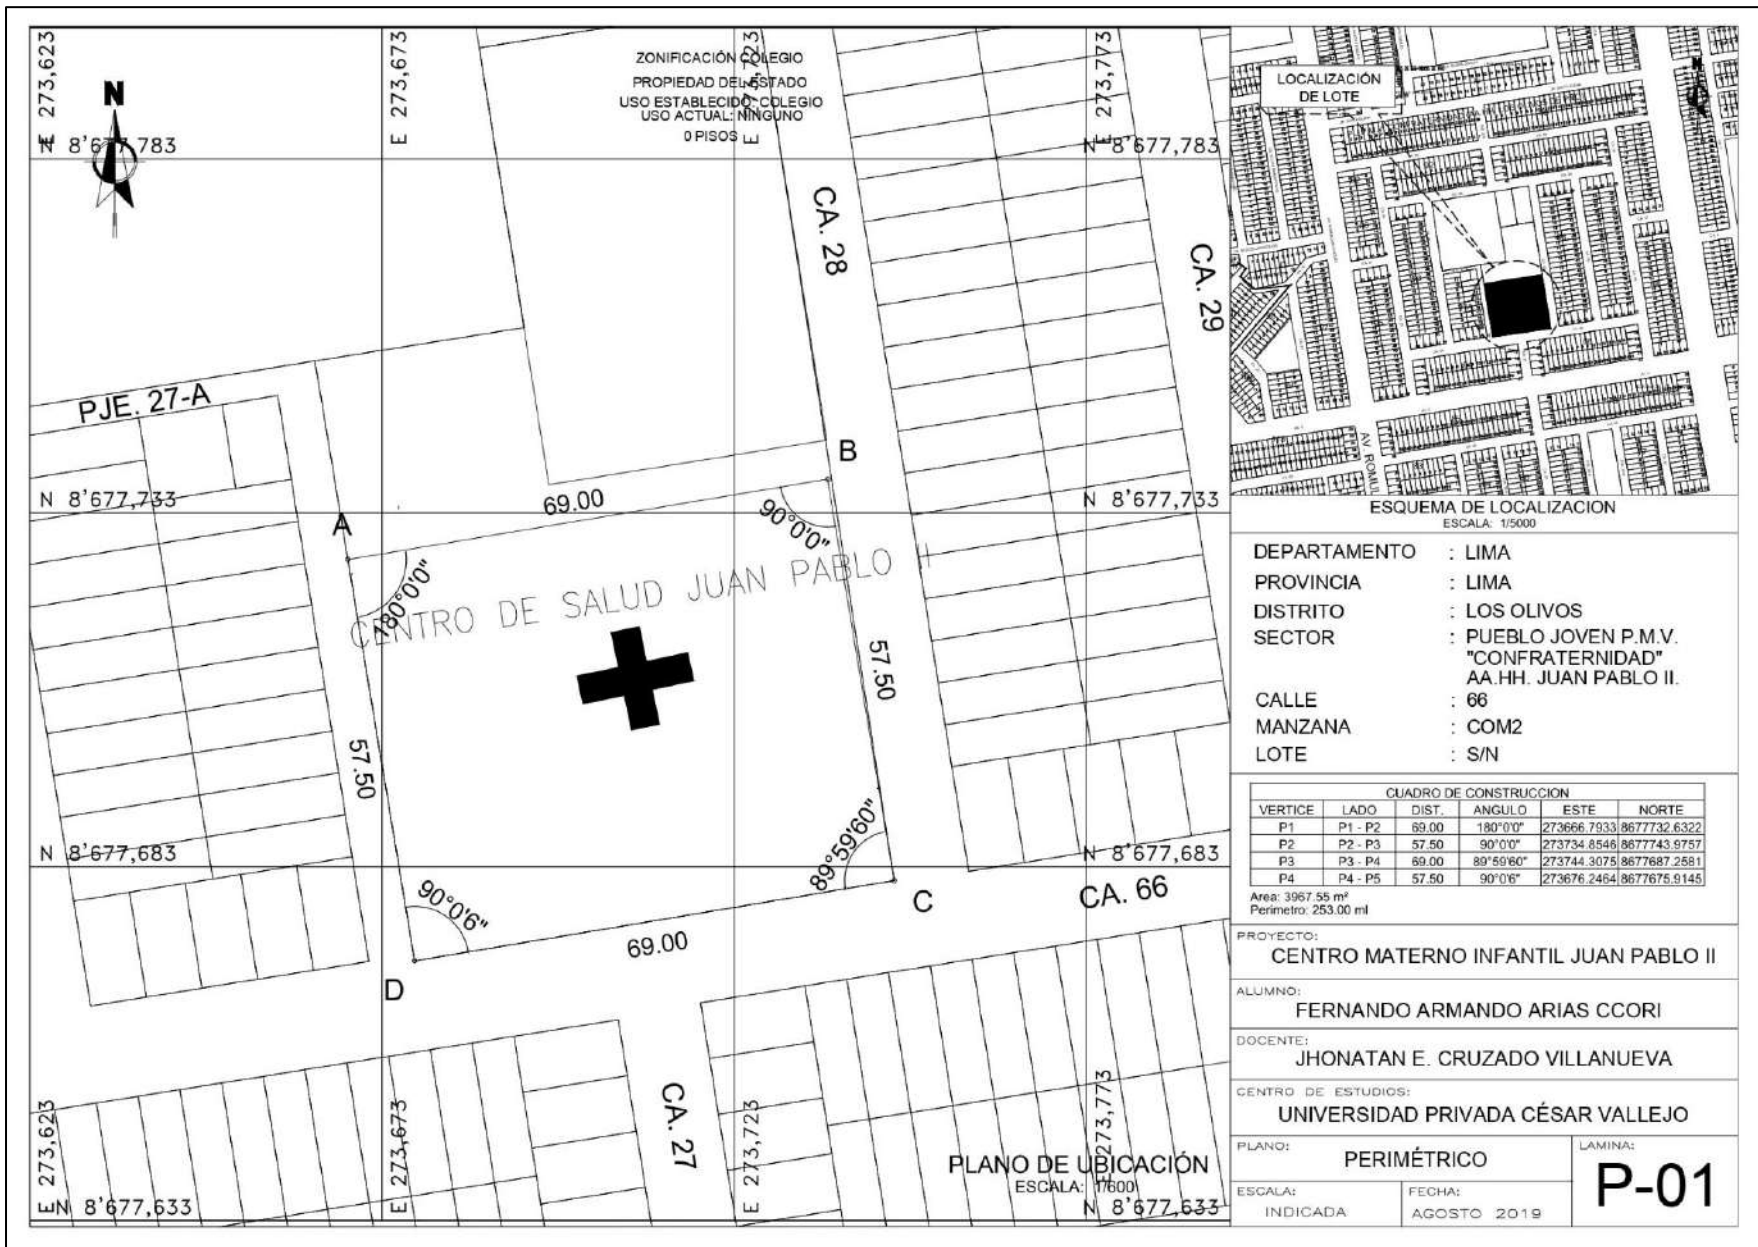 E 273,623
E 273,673
E 273,723
E 273,773
ZONIFICACIÓN COLEGIO
PROPIEDAD DEL ESTADO
USO ESTABLECIDO: COLEGIO
USO ACTUAL: NINGUNO
0 PISOS
N
N 8'677,783
N 8'677,783
CA. 28
CA. 29
PJE. 27-A
B
N 8'677,733
69.00
N 8'677,733
A
90°0'0"
180°0'0"
CENTRO DE SALUD JUAN PABLO II
57.50
57.50
N 8'677,683
N 8'677,683
89°59'60"
90°0'6"
C
CA. 66
69.00
D
CA. 27
E 273,623
E 273,673
E 273,723
E 273,773
PLANO DE UBICACIÓN
ESCALA: 1/600
N 8'677,633
N 8'677,633
LOCALIZACIÓN
DE LOTE
N
ESQUEMA DE LOCALIZACION
ESCALA: 1/5000
DEPARTAMENTO : LIMA
PROVINCIA : LIMA
DISTRITO : LOS OLIVOS
SECTOR : PUEBLO JOVEN P.M.V.
"CONFRATERNIDAD"
AA.HH. JUAN PABLO II.
CALLE : 66
MANZANA : COM2
LOTE : S/N
CUADRO DE CONSTRUCCION
VERTICE LADO DIST. ANGULO ESTE NORTE
P1 P1 - P2 69.00 180°0'0" 273666.7933 8677732.6322
P2 P2 - P3 57.50 90°0'0" 273734.8546 8677743.9757
P3 P3 - P4 69.00 89°59'60" 273744.3075 8677687.2581
P4 P4 - P5 57.50 90°0'6" 273676.2464 8677675.9145
Area: 3967.55 m²
Perimetro: 253.00 ml
PROYECTO:
CENTRO MATERNO INFANTIL JUAN PABLO II
ALUMNO:
FERNANDO ARMANDO ARIAS CCORI
DOCENTE:
JHONATAN E. CRUZADO VILLANUEVA
CENTRO DE ESTUDIOS:
UNIVERSIDAD PRIVADA CÉSAR VALLEJO
PLANO:
PERIMÉTRICO
LAMINA:
P-01
ESCALA:
INDICADA
FECHA:
AGOSTO 2019